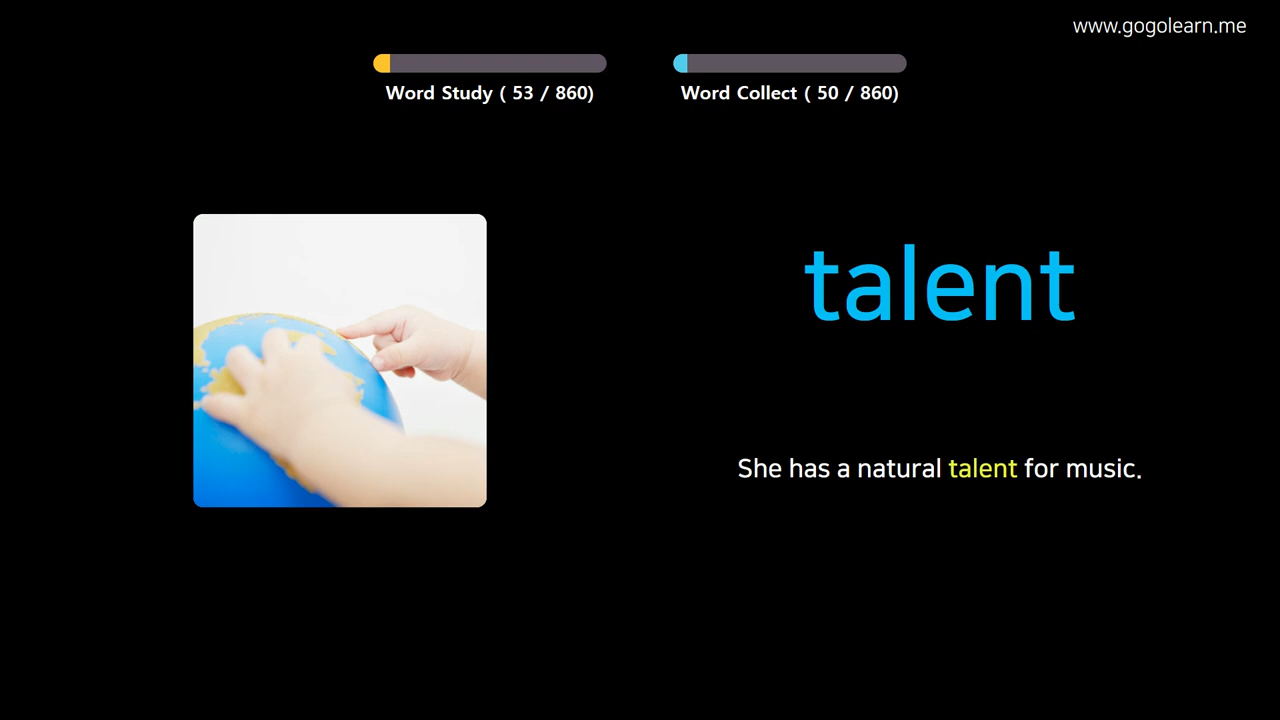 www.gogolearn.me
Word Study ( 53 / 860)
Word Collect ( 50 / 860)
talent
She has a natural talent for music.